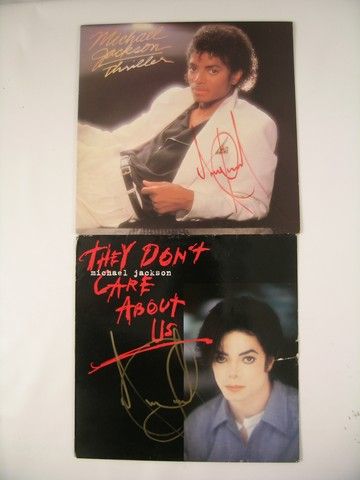 Michael
Jackson
Thriller
THEY DON't
michael jackson
CARE
ABOUT
US